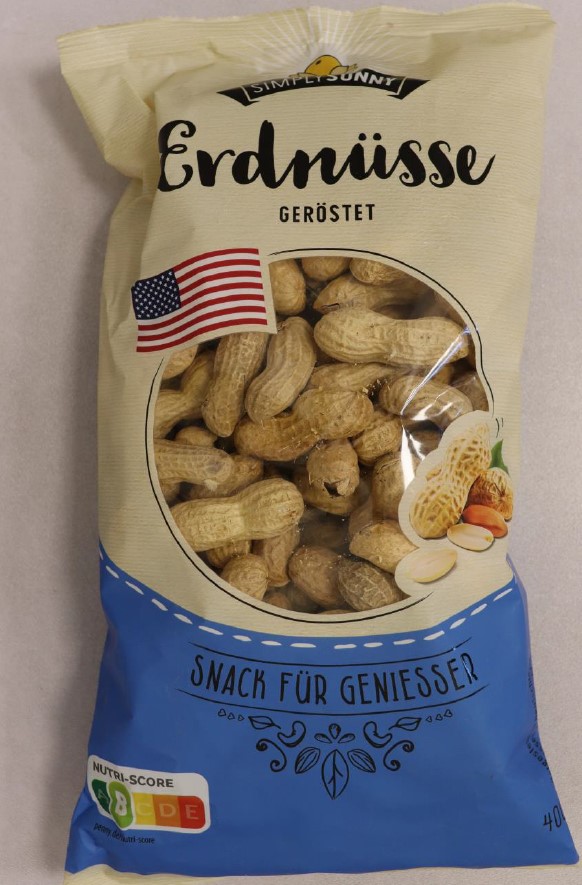 SIMPLY SUNNY
Erdnüsse
GERÖSTET
SNACK FÜR GENIESSER
NUTRI-SCORE
A B C D E